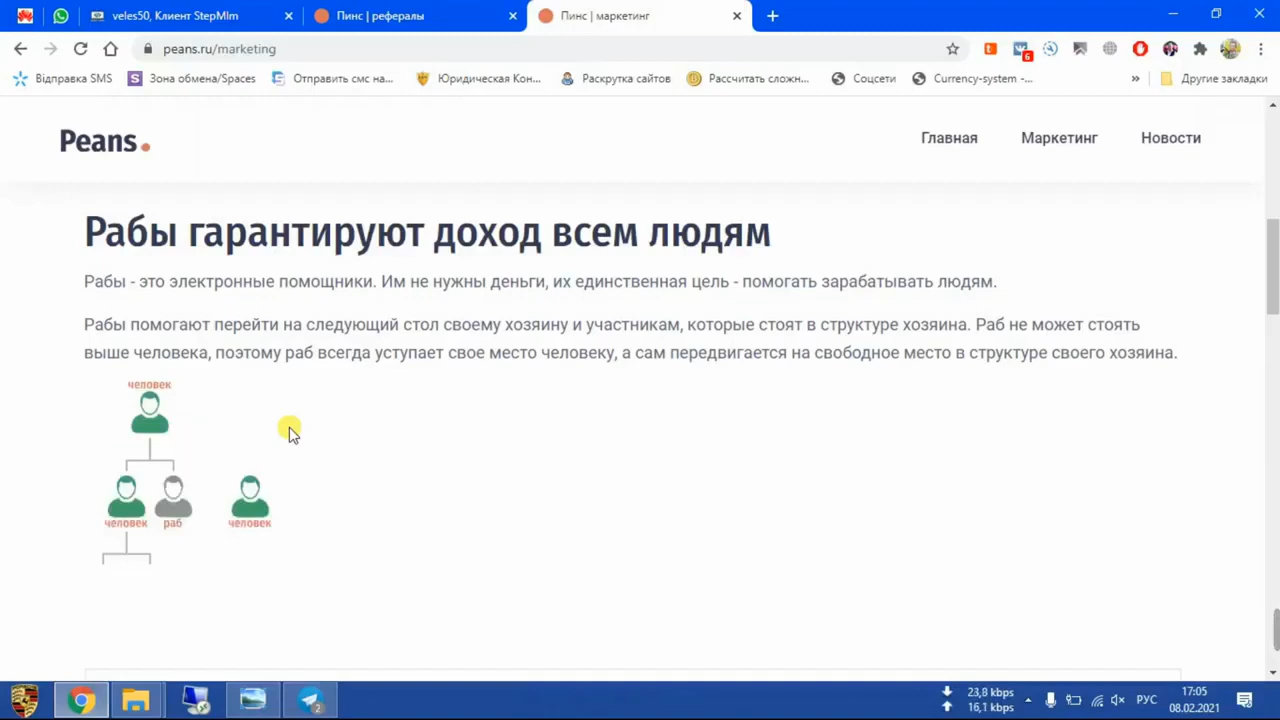 veles50, Клиент StepMlm
Пинс | рефералы
Пинс | маркетинг
peans.ru/marketing
6
Відправка SMS
S
Зона обмена/Spaces
Отправить смс на...
Юридическая Кон...
Раскрутка сайтов
Рассчитать сложн...
Соцсети
Currency-system -...
»
Другие закладки
Peans.
Главная
Маркетинг
Новости
Рабы гарантируют доход всем людям
Рабы - это электронные помощники. Им не нужны деньги, их единственная цель - помогать зарабатывать людям.
Рабы помогают перейти на следующий стол своему хозяину и участникам, которые стоят в структуре хозяина. Раб не может стоять
выше человека, поэтому раб всегда уступает свое место человеку, а сам передвигается на свободное место в структуре своего хозяина.
человек
человек
раб
человек
2
23,8 kbps
16,1 kbps
РУС
17:05
08.02.2021